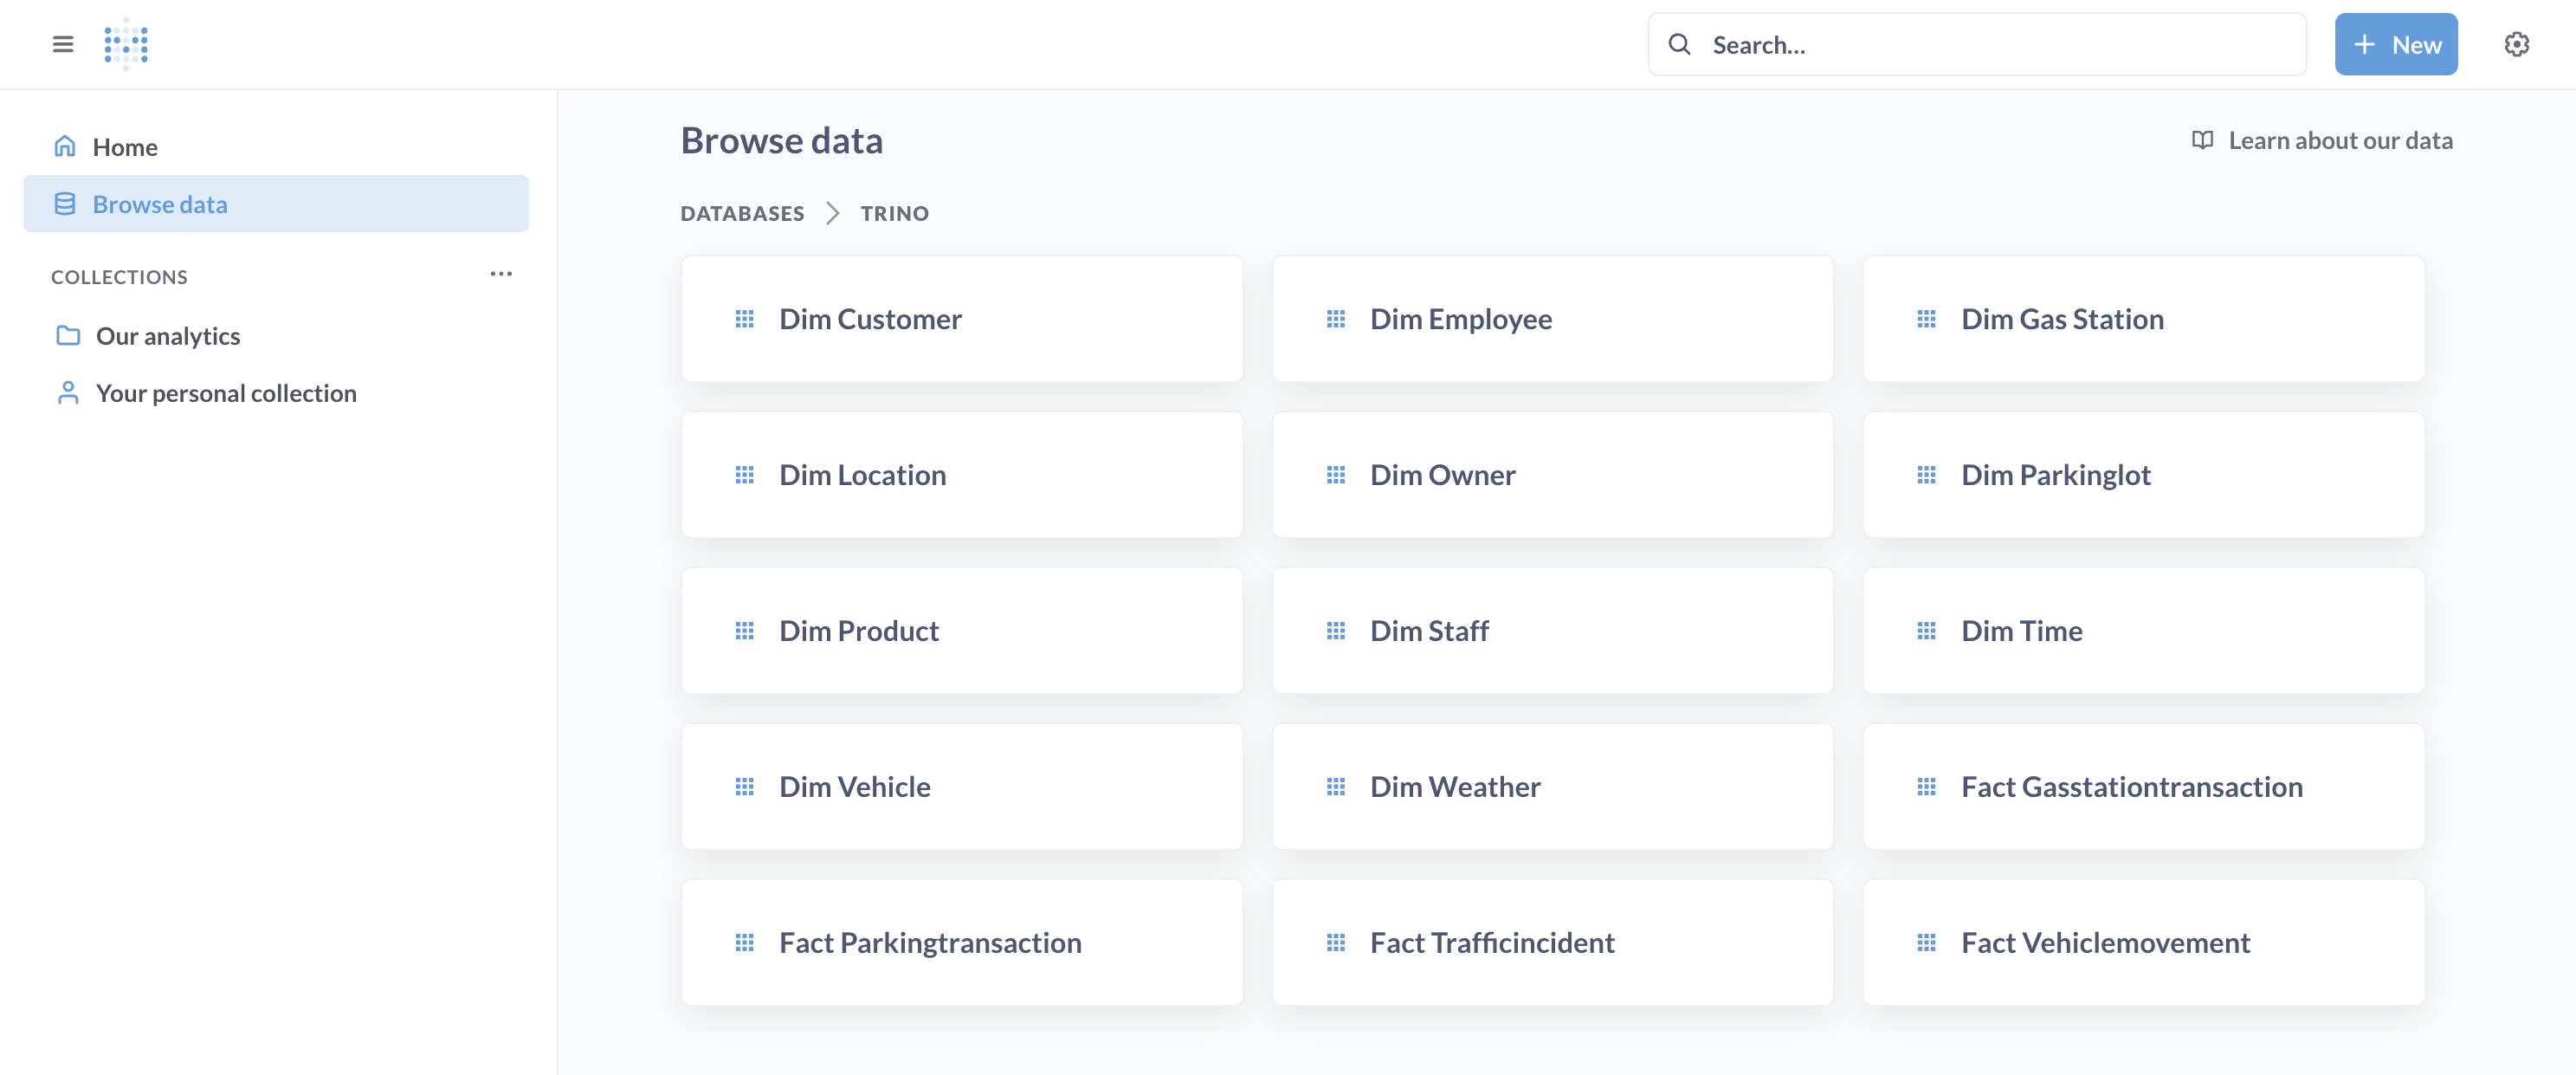 Search...
New
Home
Browse data
COLLECTIONS
Our analytics
Your personal collection
Browse data
Learn about our data
DATABASES
TRINO
Dim Customer
Dim Employee
Dim Gas Station
Dim Location
Dim Owner
Dim Parkinglot
Dim Product
Dim Staff
Dim Time
Dim Vehicle
Dim Weather
Fact Gasstationtransaction
Fact Parkingtransaction
Fact Trafficincident
Fact Vehiclemovement